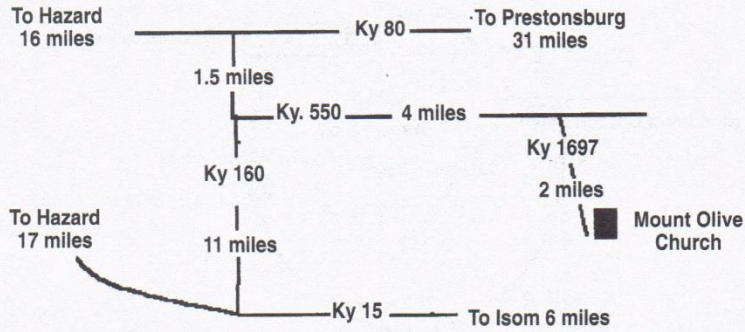 To Hazard
16 miles
Ky 80
To Prestonsburg
31 miles
1.5 miles
Ky. 550
4 miles
Ky 1697
Ky 160
2 miles
To Hazard
17 miles
Mount Olive
Church
11 miles
Ky 15
To Isom 6 miles